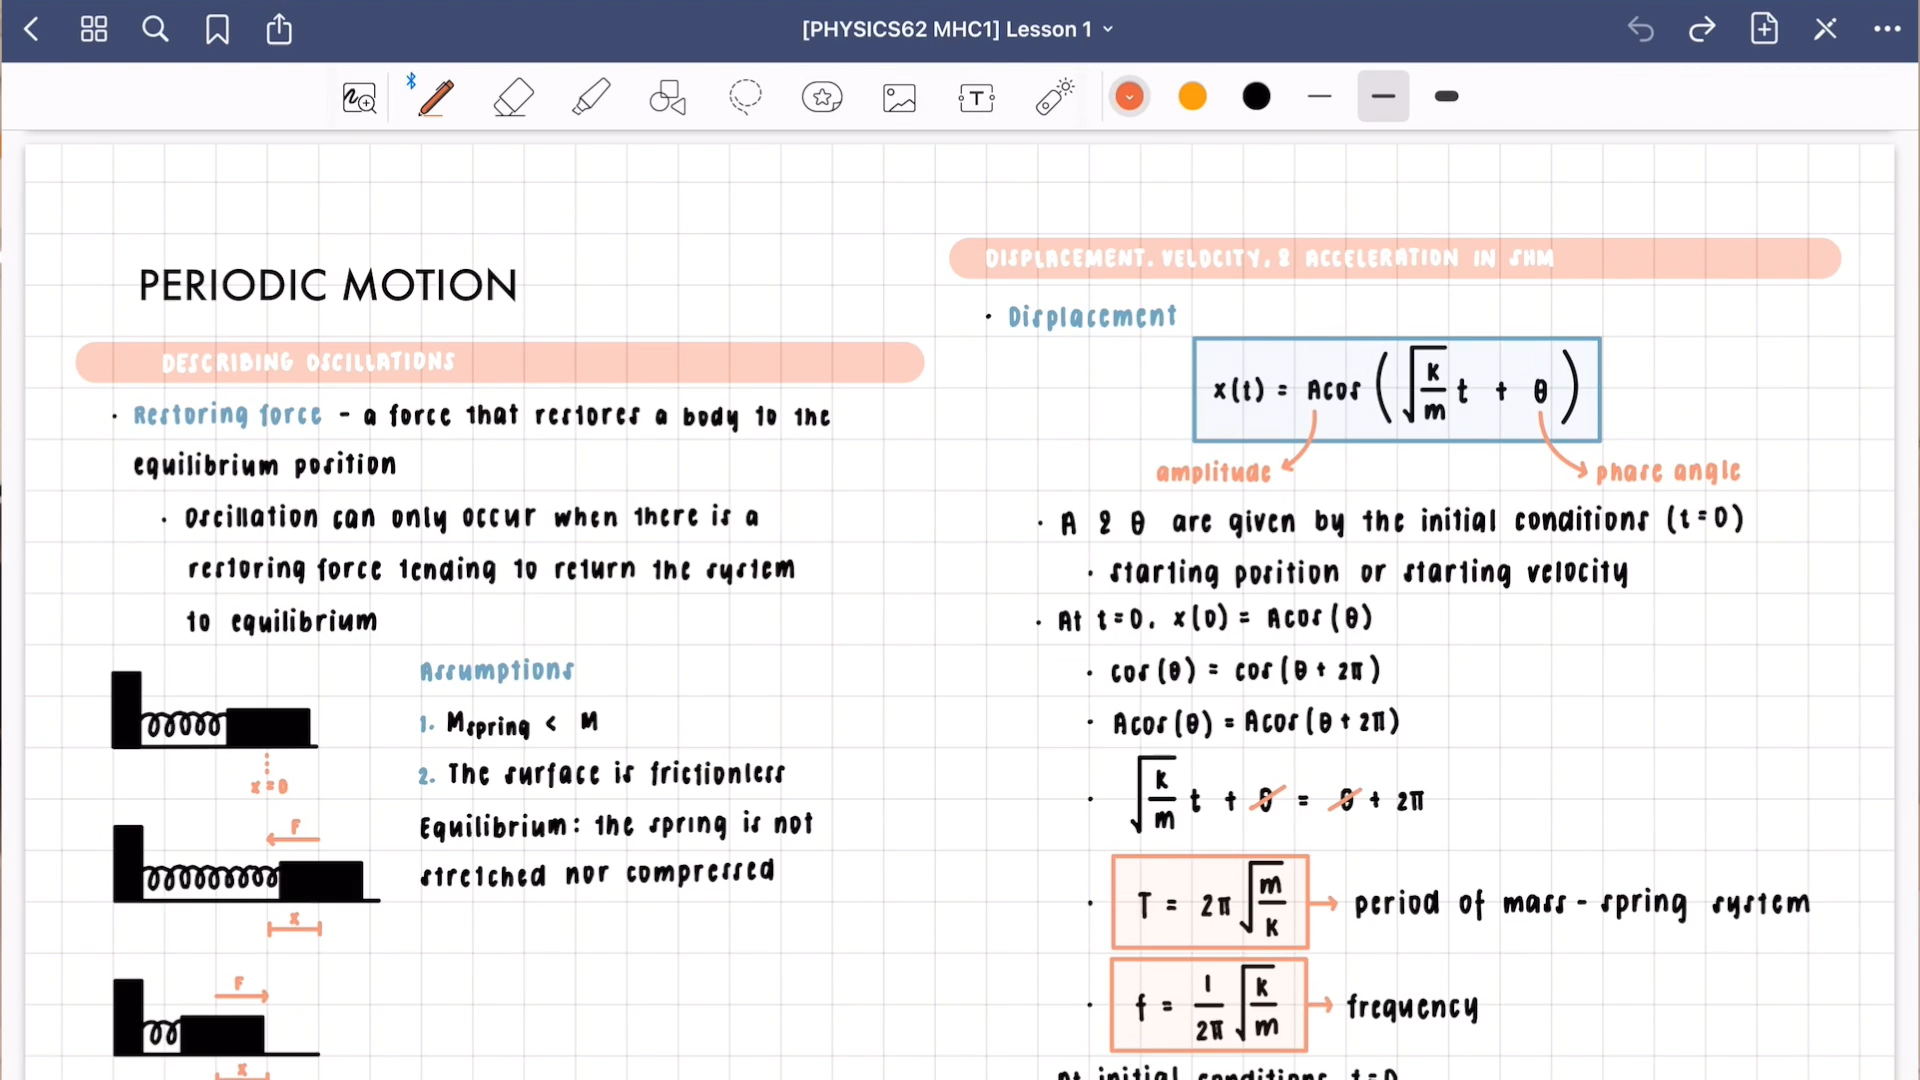 [PHYSICS62 MHC1] Lesson 1
PERIODIC MOTION
DESCRIBING OSCILLATIONS
· Restoring force - a force that restores a body to the
equilibrium position
· Oscillation can only occur when there is a
restoring force tending to return the system
to equilibrium
x = 0
F
x
F
x
Assumptions
1. Mspring < M
2. The surface is frictionless
Equilibrium: the spring is not
stretched nor compressed
DISPLACEMENT, VELOCITY, & ACCELERATION IN SHM
· Displacement
x(t) = Acos(√(k/m) t + θ)
amplitude
phase angle
· A & θ are given by the initial conditions (t=0)
· starting position or starting velocity
· At t=0, x(0) = Acos(θ)
· cos(θ) = cos(θ + 2π)
· Acos(θ) = Acos(θ + 2π)
· √(k/m) t + θ = θ + 2π
· T = 2π √(m/k) → period of mass-spring system
· f = 1/2π √(k/m) → frequency
At initial conditions, t=0